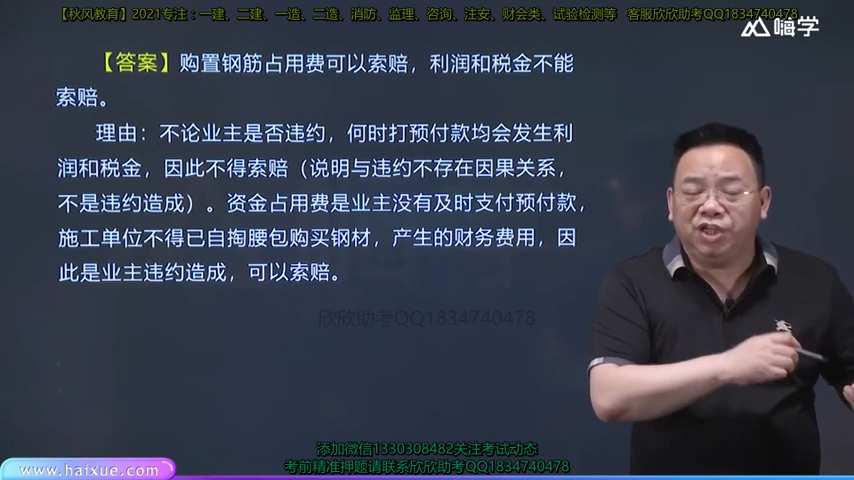 【秋风教育】2021专注：一建、二建、一造、二造、消防、监理、咨询、注安、财会类、试验检测等 客服欣欣助考QQ1834740478
嗨学
【答案】购置钢筋占用费可以索赔，利润和税金不能
索赔。
理由：不论业主是否违约，何时打预付款均会发生利
润和税金，因此不得索赔（说明与违约不存在因果关系，
不是违约造成）。资金占用费是业主没有及时支付预付款，
施工单位不得已自掏腰包购买钢材，产生的财务费用，因
此是业主违约造成，可以索赔。
欣欣助考QQ1834740478
添加微信1330308482关注考试动态
考前精准押题请联系欣欣助考QQ1834740478
www.haixue.com